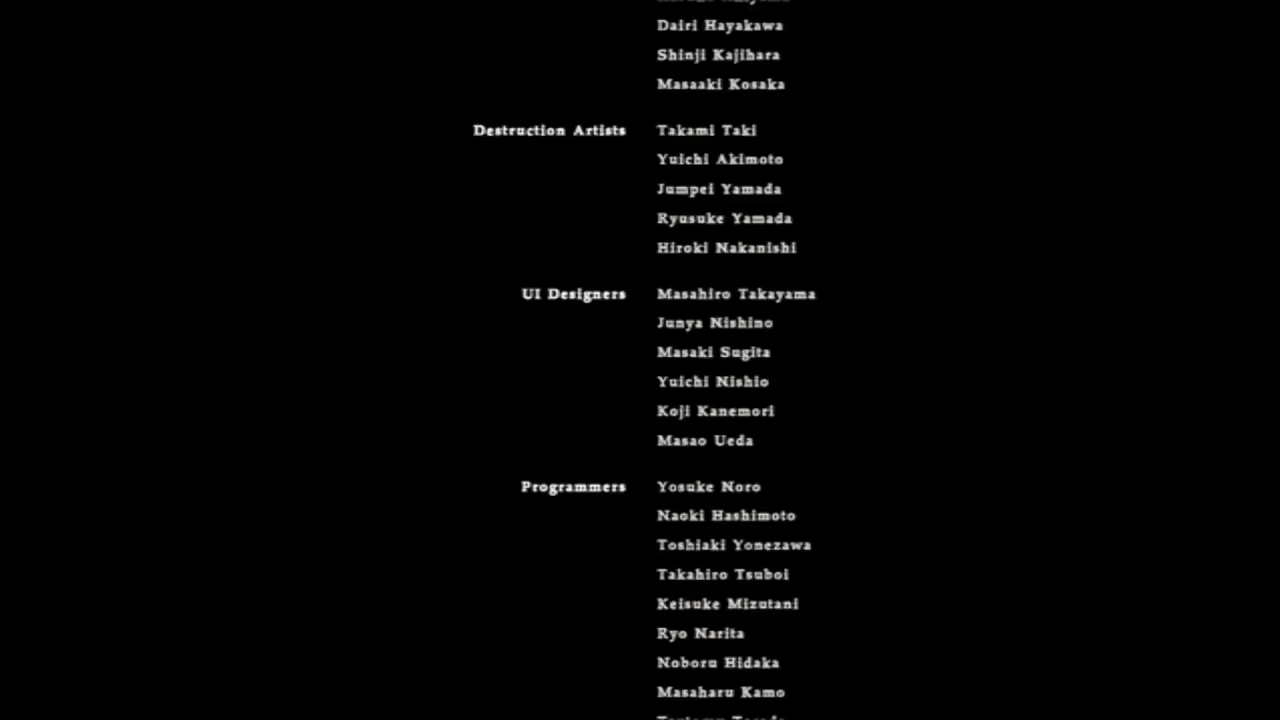 Dairi Hayakawa
Shinji Kajihara
Masaaki Kosaka
Destruction Artists Takami Taki
Yuichi Akimoto
Jumpei Yamada
Ryusuke Yamada
Hiroki Nakanishi
UI Designers Masahiro Takayama
Junya Nishino
Masaki Sugita
Yuichi Nishio
Koji Kanemori
Masao Ueda
Programmers Yosuke Noro
Naoki Hashimoto
Toshiaki Yonezawa
Takahiro Tsuboi
Keisuke Mizutani
Ryo Narita
Noboru Hidaka
Masaharu Kamo